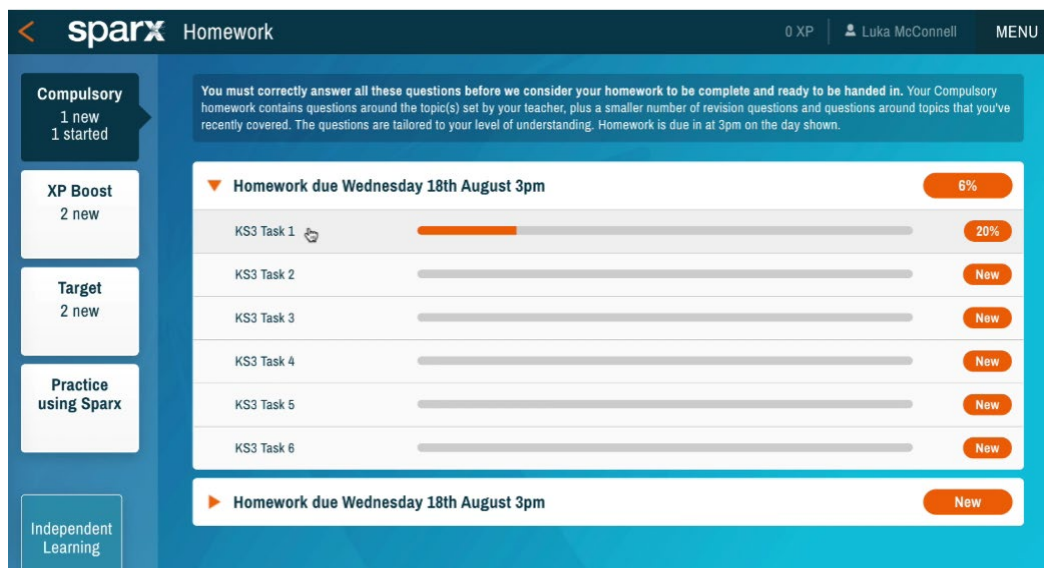 sparx Homework 0 XP Luka McConnell MENU
Compulsory
1 new
1 started
You must correctly answer all these questions before we consider your homework to be complete and ready to be handed in. Your Compulsory
homework contains questions around the topic(s) set by your teacher, plus a smaller number of revision questions and questions around topics that you've
recently covered. The questions are tailored to your level of understanding. Homework is due in at 3pm on the day shown.
XP Boost
2 new
Target
2 new
Practice
using Sparx
Independent
Learning
Homework due Wednesday 18th August 3pm 6%
KS3 Task 1 20%
KS3 Task 2 New
KS3 Task 3 New
KS3 Task 4 New
KS3 Task 5 New
KS3 Task 6 New
Homework due Wednesday 18th August 3pm New